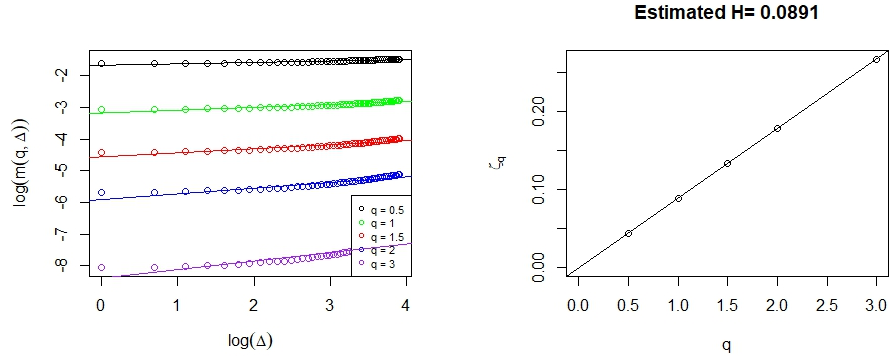 Estimated H= 0.0891
log(m(q, Δ))
-2
-3
-4
-5
-6
-7
-8
q = 0.5
q = 1
q = 1.5
q = 2
q = 3
0 1 2 3 4
log(Δ)
ζq
0.20
0.10
0.00
0.0 0.5 1.0 1.5 2.0 2.5 3.0
q